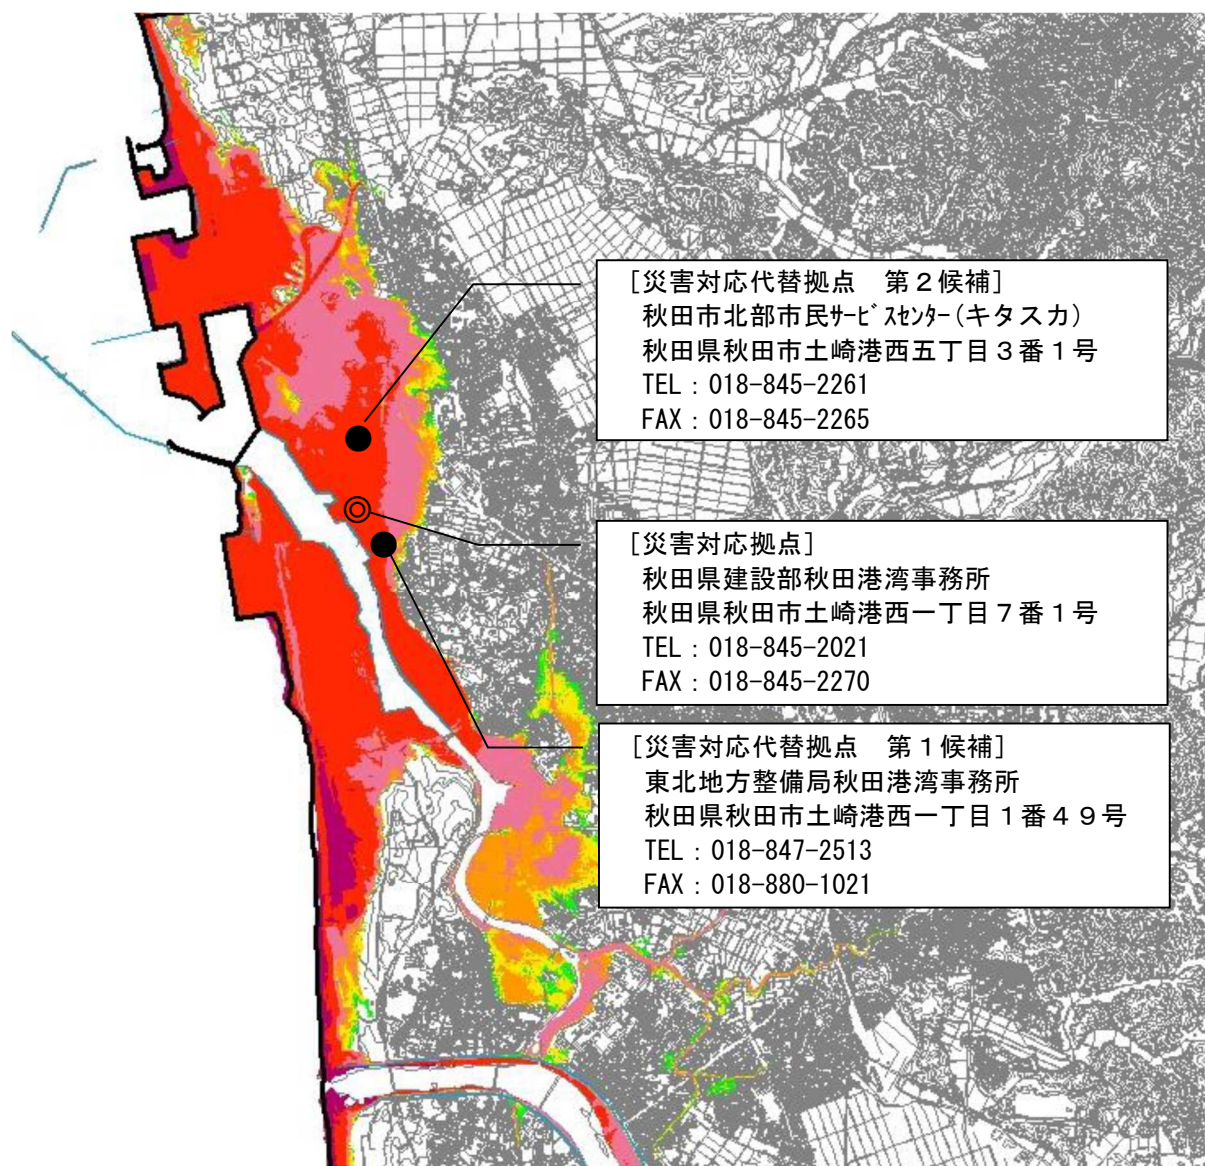 [災害対応代替拠点　第２候補]
秋田市北部市民ｻｰﾋﾞｽｾﾝﾀｰ(キタスカ)
秋田県秋田市土崎港西五丁目３番１号
TEL：018-845-2261
FAX：018-845-2265
[災害対応拠点]
秋田県建設部秋田港湾事務所
秋田県秋田市土崎港西一丁目７番１号
TEL：018-845-2021
FAX：018-845-2270
[災害対応代替拠点　第１候補]
東北地方整備局秋田港湾事務所
秋田県秋田市土崎港西一丁目１番４９号
TEL：018-847-2513
FAX：018-880-1021